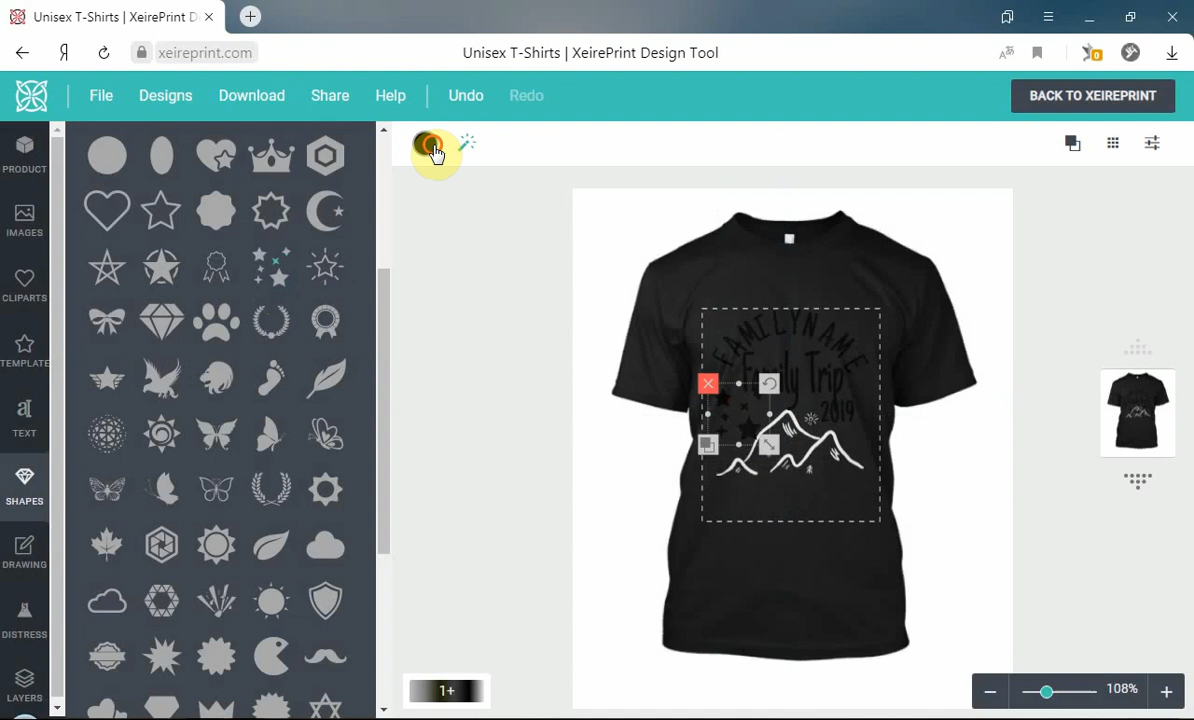 Unisex T-Shirts | XeirePrint D
xeireprint.com
Unisex T-Shirts | XeirePrint Design Tool
0
File Designs Download Share Help Undo Redo
BACK TO XEIREPRINT
PRODUCT
IMAGES
CLIPARTS
TEMPLATE
TEXT
SHAPES
DRAWING
DISTRESS
LAYERS
FAMILYNAME
Family Trip
2019
1+
108%